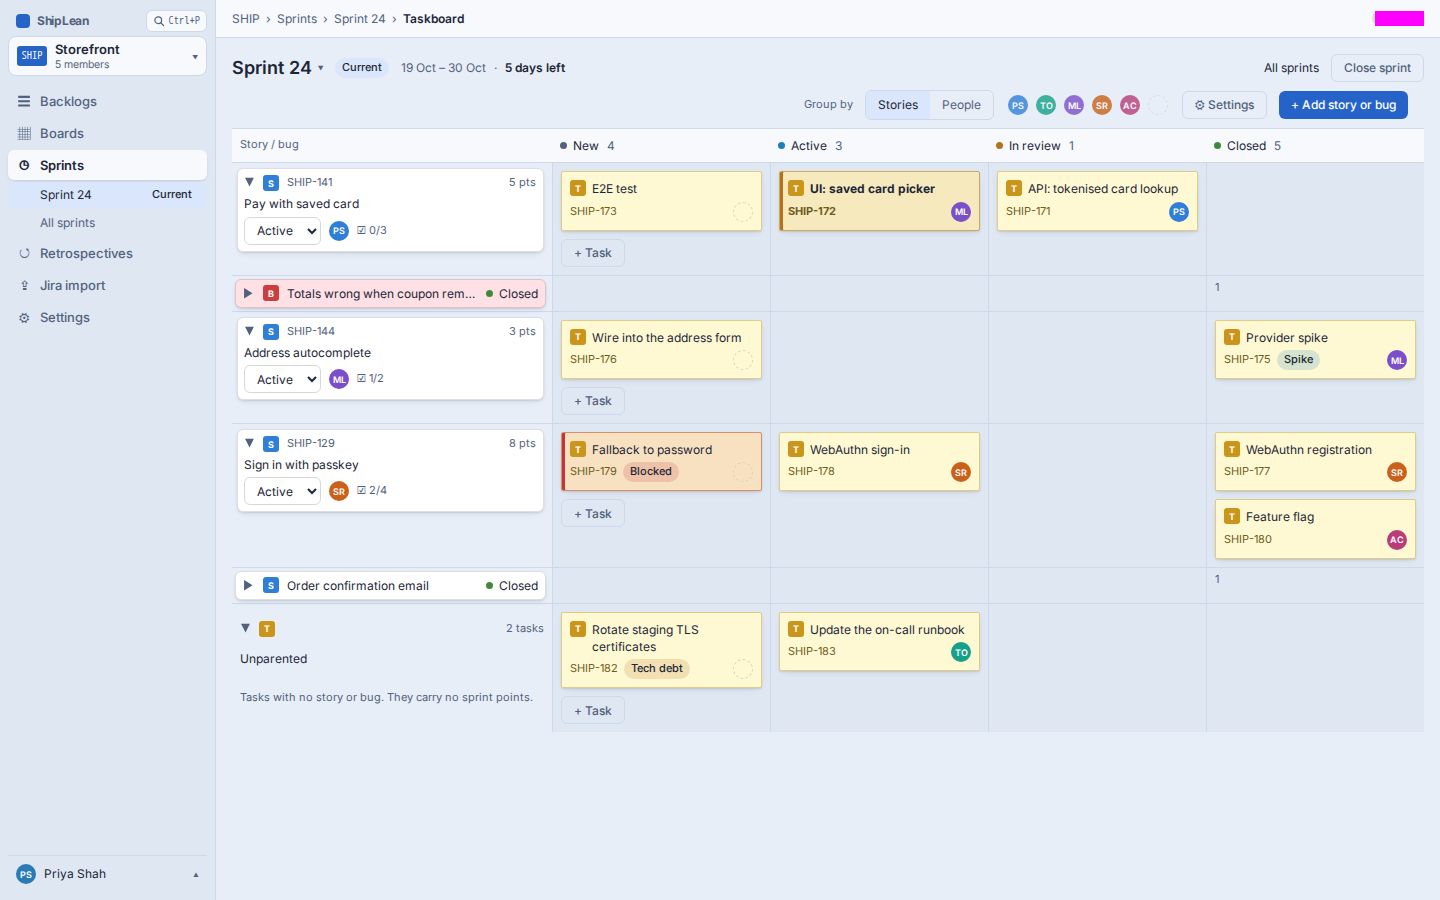 ShipLean Ctrl+P
SHIP Storefront
5 members
Backlogs
Boards
Sprints
Sprint 24 Current
All sprints
Retrospectives
Jira import
Settings
PS Priya Shah
SHIP › Sprints › Sprint 24 › Taskboard
Sprint 24 Current 19 Oct – 30 Oct · 5 days left
All sprints Close sprint
Group by Stories People PS TO ML SR AC Settings + Add story or bug
Story / bug New 4 Active 3 In review 1 Closed 5
S SHIP-141 5 pts
Pay with saved card
Active PS 0/3
T E2E test
SHIP-173
+ Task
T UI: saved card picker
SHIP-172 ML
T API: tokenised card lookup
SHIP-171 PS
B Totals wrong when coupon rem... Closed
1
S SHIP-144 3 pts
Address autocomplete
Active ML 1/2
T Wire into the address form
SHIP-176
+ Task
T Provider spike
SHIP-175 Spike ML
S SHIP-129 8 pts
Sign in with passkey
Active SR 2/4
T Fallback to password
SHIP-179 Blocked
+ Task
T WebAuthn sign-in
SHIP-178 SR
T WebAuthn registration
SHIP-177 SR
T Feature flag
SHIP-180 AC
S Order confirmation email Closed
1
T 2 tasks
Unparented
Tasks with no story or bug. They carry no sprint points.
T Rotate staging TLS
certificates
SHIP-182 Tech debt
+ Task
T Update the on-call runbook
SHIP-183 TO